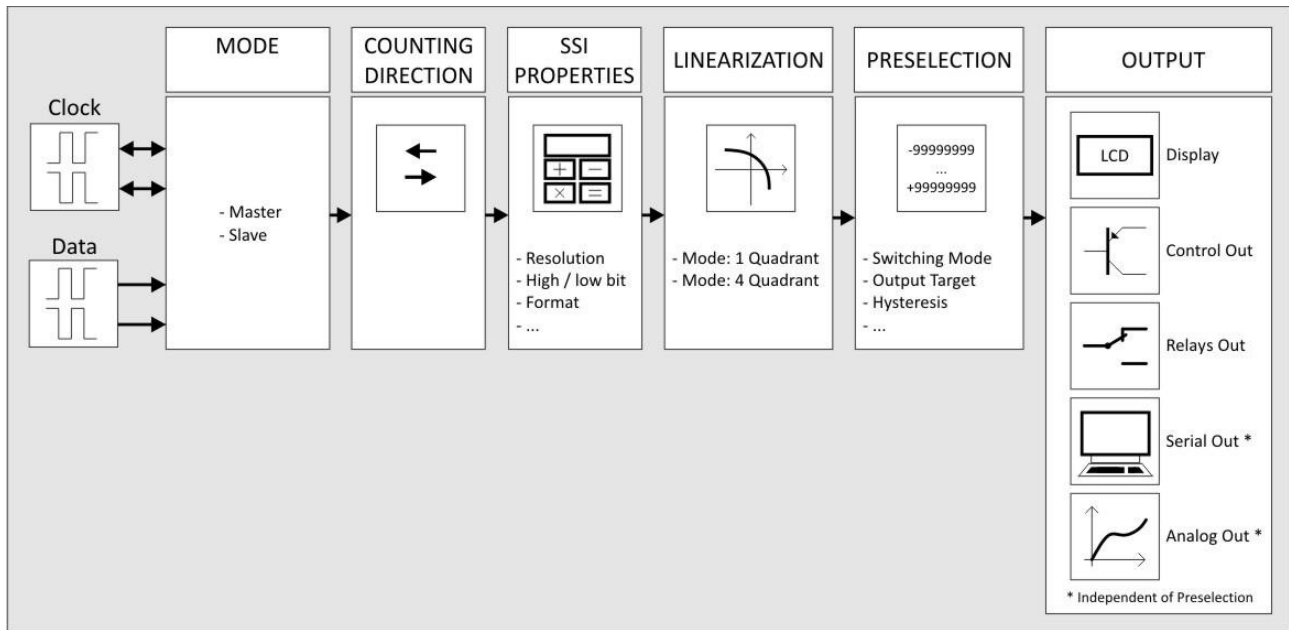 MODE
COUNTING
DIRECTION
SSI
PROPERTIES
LINEARIZATION
PRESELECTION
OUTPUT
Clock
Data
- Master
- Slave
- Resolution
- High / low bit
- Format
- ...
- Mode: 1 Quadrant
- Mode: 4 Quadrant
-99999999
...
+99999999
- Switching Mode
- Output Target
- Hysteresis
- ...
LCD
Display
Control Out
Relays Out
Serial Out *
Analog Out *
* Independent of Preselection